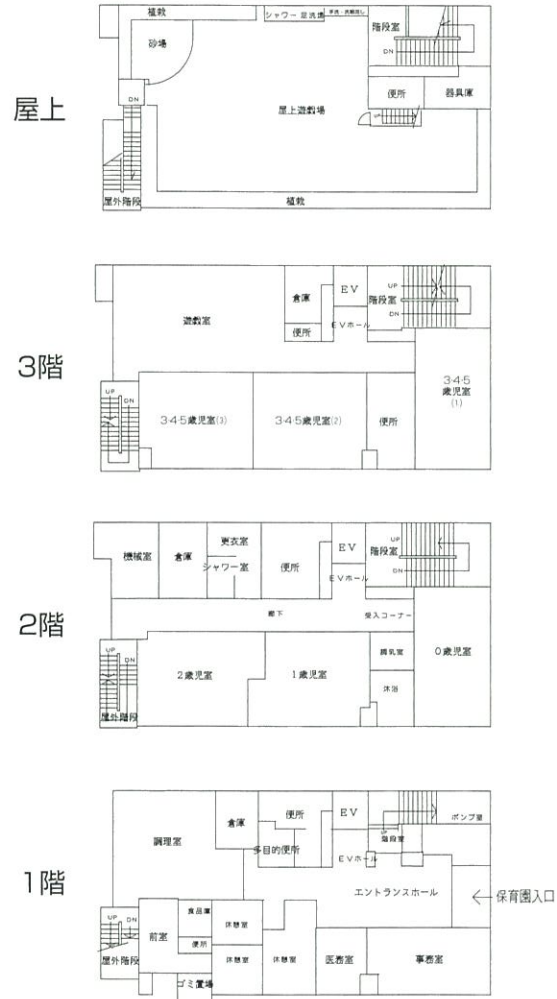 屋上
植栽
シャワー 足洗場
手洗・洗眼流し
階段室
DN
砂場
便所
器具庫
DN
屋上遊戯場
UP
屋外階段
植栽
3階
倉庫
EV
階段室
UP
DN
遊戯室
便所
EVホール
UP
DN
3·4·5歳児室(3)
3·4·5歳児室(2)
便所
3·4·5
歳児室
(1)
2階
機械室
倉庫
更衣室
シャワー室
便所
EV
階段室
UP
DN
EVホール
廊下
受入コーナー
UP
DN
2歳児室
1歳児室
調乳室
沐浴
0歳児室
屋外階段
1階
調理室
倉庫
便所
EV
UP
ポンプ室
階段室
多目的便所
EVホール
エントランスホール
保育園入口
UP
DN
前室
食品庫
便所
休憩室
休憩室
休憩室
医務室
事務室
屋外階段
ゴミ置場